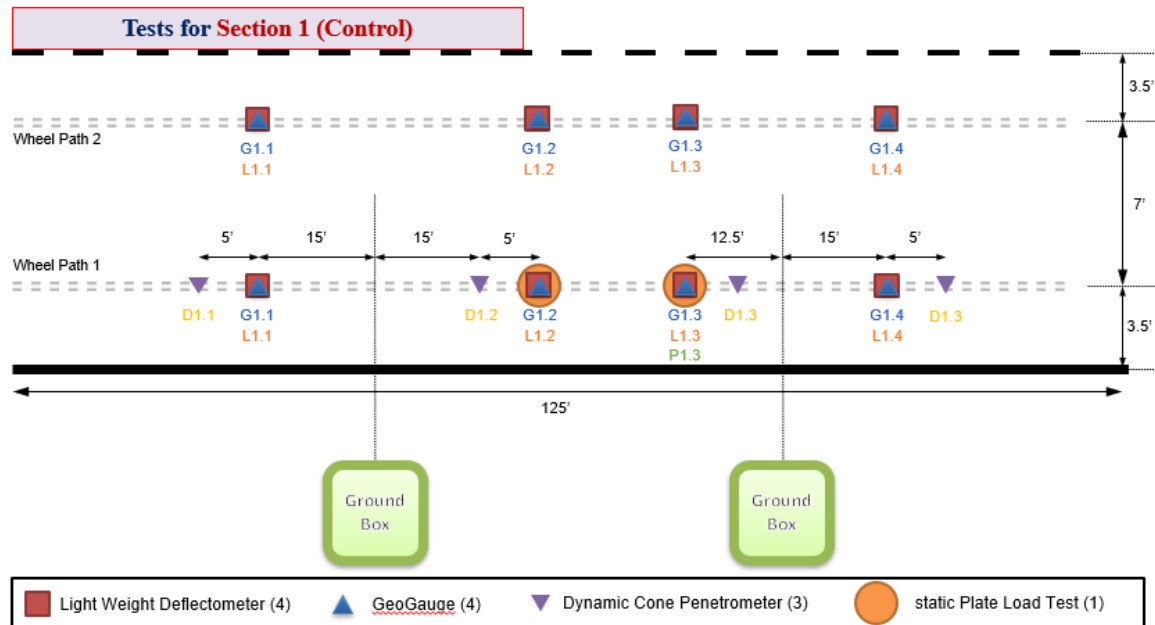 Tests for Section 1 (Control)
3.5'
Wheel Path 2
G1.1 G1.2 G1.3 G1.4
L1.1 L1.2 L1.3 L1.4
7'
5' 15' 15' 5' 12.5' 15' 5'
Wheel Path 1
D1.1 G1.1 D1.2 G1.2 G1.3 D1.3 G1.4 D1.3
L1.1 L1.2 L1.3 L1.4
P1.3
3.5'
125'
Ground Ground
Box Box
Light Weight Deflectometer (4) GeoGauge (4) Dynamic Cone Penetrometer (3) static Plate Load Test (1)